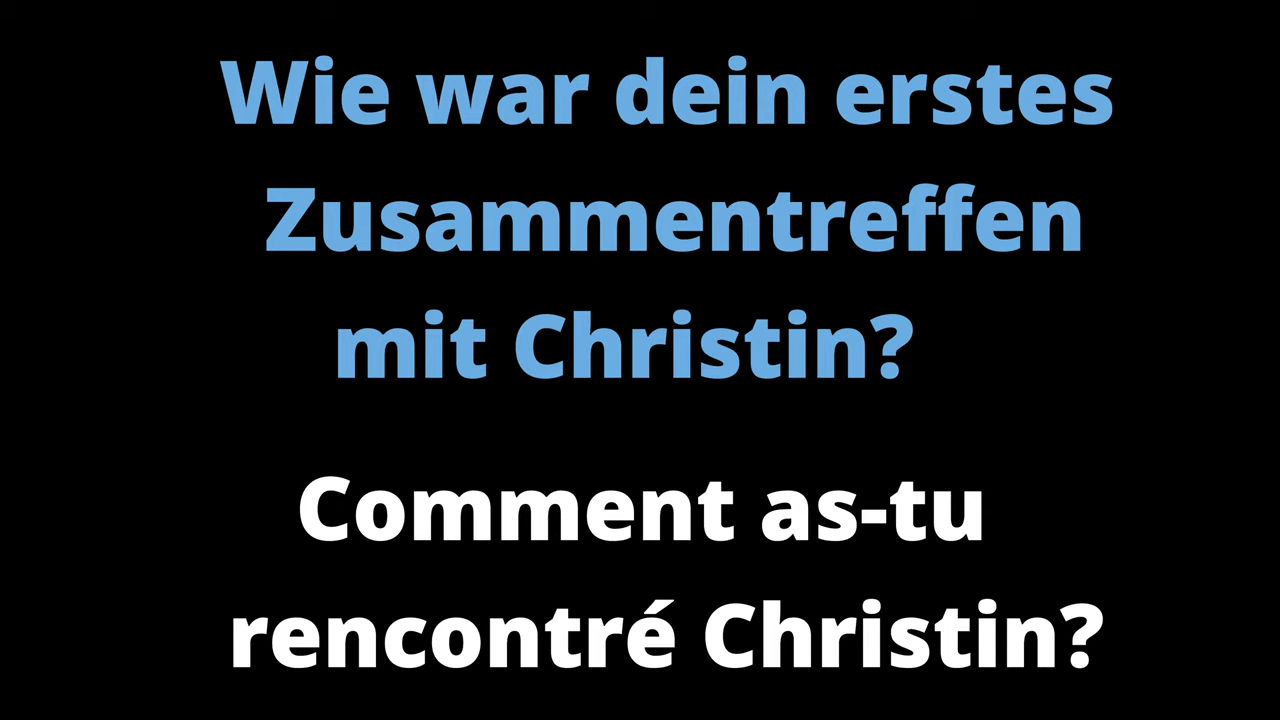 Wie war dein erstes
Zusammentreffen
mit Christin?
Comment as-tu
rencontré Christin?